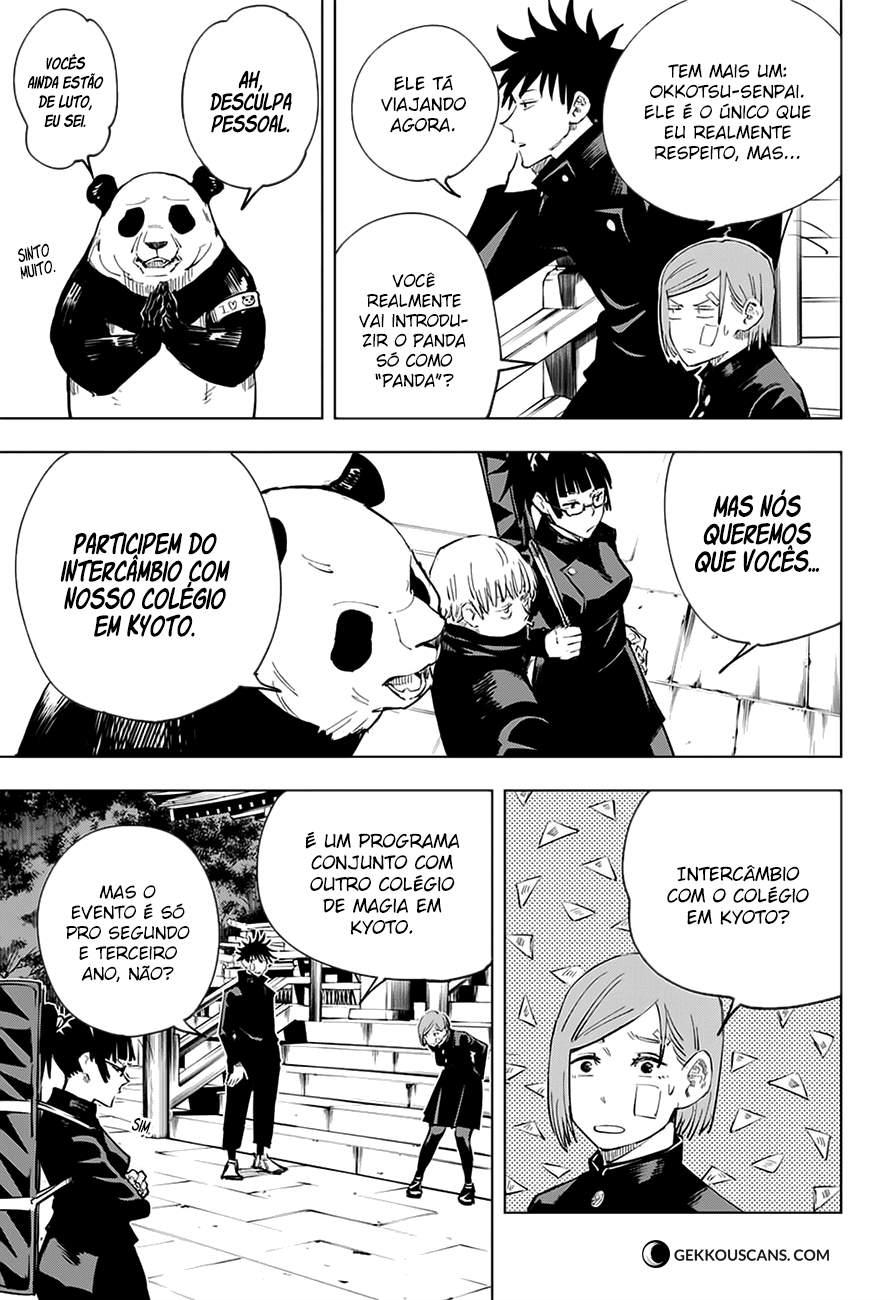 TEM MAIS UM:
OKKOTSU-SENPAI.
ELE É O ÚNICO QUE
EU REALMENTE
RESPEITO, MAS...
ELE TÁ
VIAJANDO
AGORA.
VOCÊ
REALMENTE
VAI INTRODU-
ZIR O PANDA
SÓ COMO
“PANDA”?
AH,
DESCULPA
PESSOAL.
VOCÊS
AINDA ESTÃO
DE LUTO,
EU SEI.
SINTO
MUITO.
I ♡
MAS NÓS
QUEREMOS
QUE VOCÊS...
PARTICIPEM DO
INTERCÂMBIO COM
NOSSO COLÉGIO
EM KYOTO.
INTERCÂMBIO
COM O COLÉGIO
EM KYOTO?
É UM PROGRAMA
CONJUNTO COM
OUTRO COLÉGIO
DE MAGIA EM
KYOTO.
MAS O
EVENTO É SÓ
PRO SEGUNDO
E TERCEIRO
ANO, NÃO?
SIM.
GEKKOUSCANS.COM